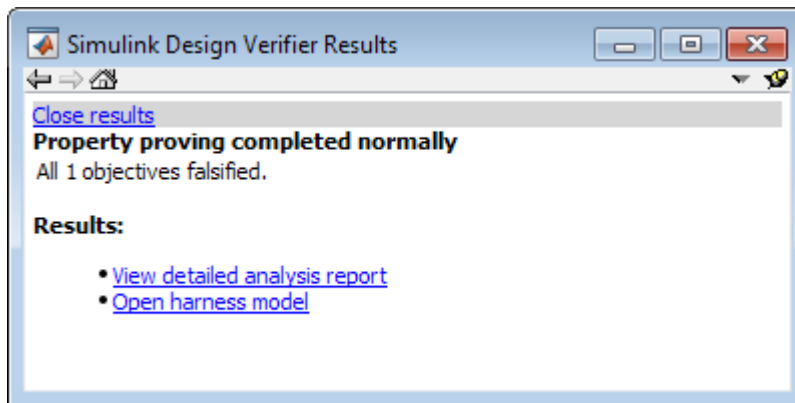 Simulink Design Verifier Results
Close results
Property proving completed normally
All 1 objectives falsified.
Results:
• View detailed analysis report
• Open harness model